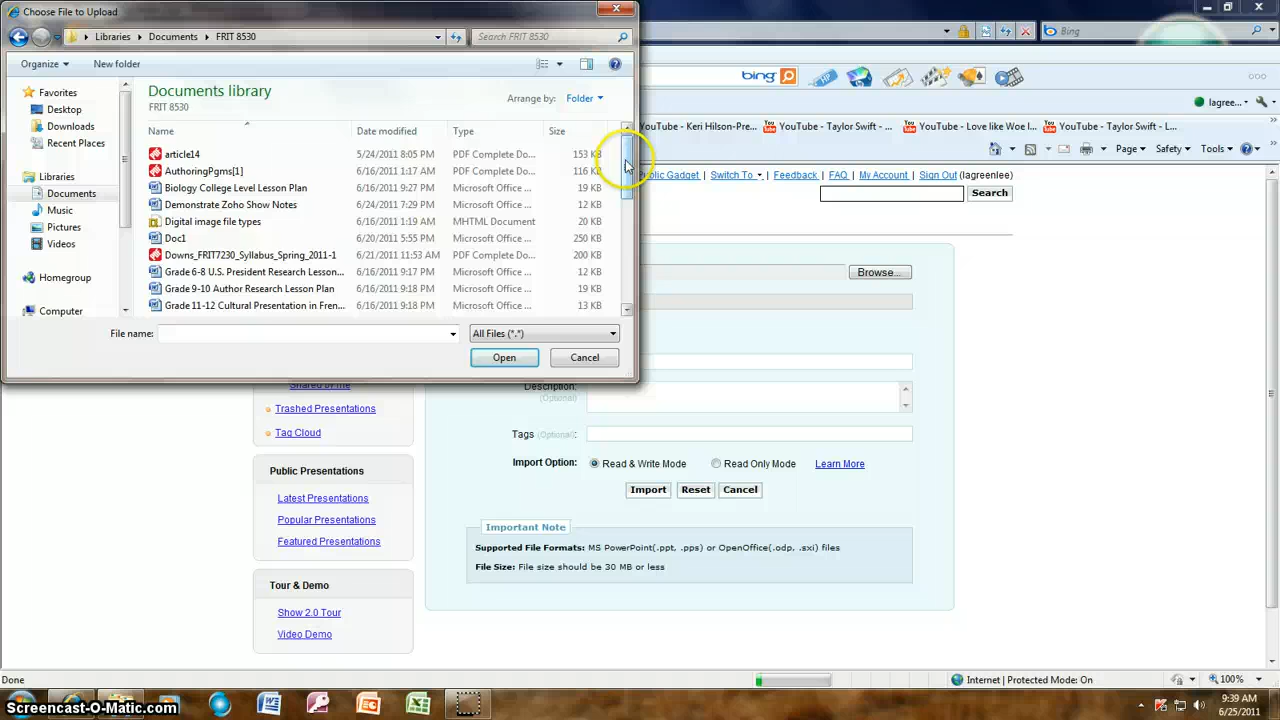 Choose File to Upload
Libraries
Documents
FRIT 8530
Search FRIT 8530
Bing
Organize
New folder
bing
Favorites
Desktop
Downloads
Recent Places
Libraries
Documents
Music
Pictures
Videos
Homegroup
Computer
Documents library
FRIT 8530
Arrange by: Folder
Name Date modified Type Size
article14 5/24/2011 8:05 PM PDF Complete Do... 153 KB
AuthoringPgms[1] 6/16/2011 1:17 AM PDF Complete Do... 116 KB
Biology College Level Lesson Plan 6/16/2011 9:27 PM Microsoft Office ... 19 KB
Demonstrate Zoho Show Notes 6/24/2011 7:29 PM Microsoft Office ... 12 KB
Digital image file types 6/16/2011 1:19 AM MHTML Document 20 KB
Doc1 6/20/2011 5:55 PM Microsoft Office ... 250 KB
Downs_FRIT7230_Syllabus_Spring_2011-1 6/21/2011 11:53 AM PDF Complete Do... 200 KB
Grade 6-8 U.S. President Research Lesson... 6/16/2011 9:17 PM Microsoft Office ... 12 KB
Grade 9-10 Author Research Lesson Plan 6/16/2011 9:18 PM Microsoft Office ... 19 KB
Grade 11-12 Cultural Presentation in Fren... 6/16/2011 9:18 PM Microsoft Office ... 13 KB
File name:
All Files (*.*)
Open
Cancel
lagree...
YouTube - Keri Hilson-Pre...
YouTube - Taylor Swift - ...
YouTube - Love like Woe l...
YouTube - Taylor Swift - L...
Page
Safety
Tools
Public Gadget
Switch To
Feedback
FAQ
My Account
Sign Out (lagreenlee)
Search
Browse...
Shared by me
Trashed Presentations
Tag Cloud
Public Presentations
Latest Presentations
Popular Presentations
Featured Presentations
Tour & Demo
Show 2.0 Tour
Video Demo
Description:
(Optional)
Tags (Optional):
Import Option: Read & Write Mode Read Only Mode Learn More
Import Reset Cancel
Important Note
Supported File Formats: MS PowerPoint(.ppt, .pps) or OpenOffice(.odp, .sxi) files
File Size: File size should be 30 MB or less
Done
Internet | Protected Mode: On
100%
Screencast-O-Matic.com
9:39 AM
6/25/2011